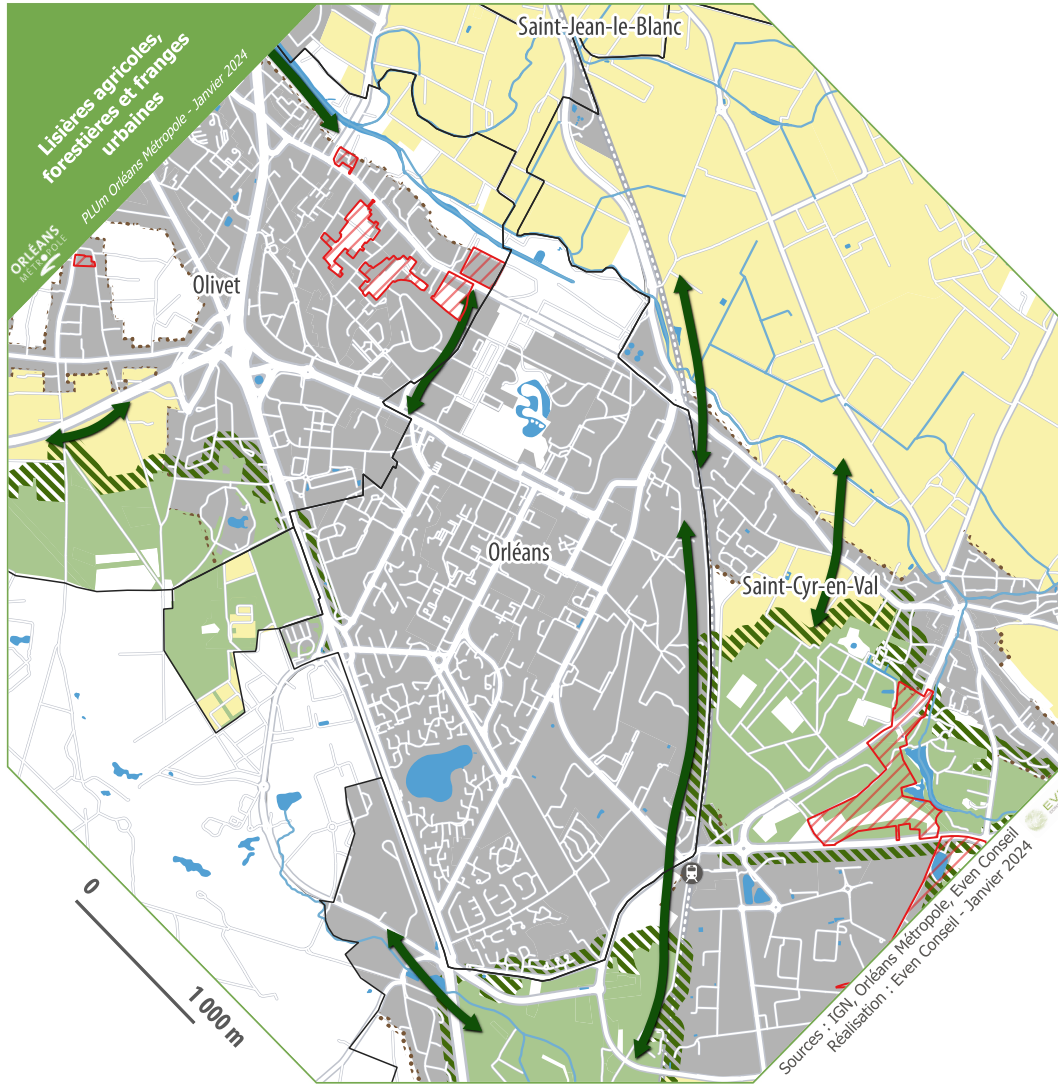 Lisières agricoles,
forestières et franges
urbaines
PLUm Orléans Métropole - Janvier 2024
ORLÉANS
MÉTROPOLE
Saint-Jean-le-Blanc
Olivet
Orléans
Saint-Cyr-en-Val
0
1 000 m
Sources : IGN, Orléans Métropole, Even Conseil
Réalisation : Even Conseil - Janvier 2024